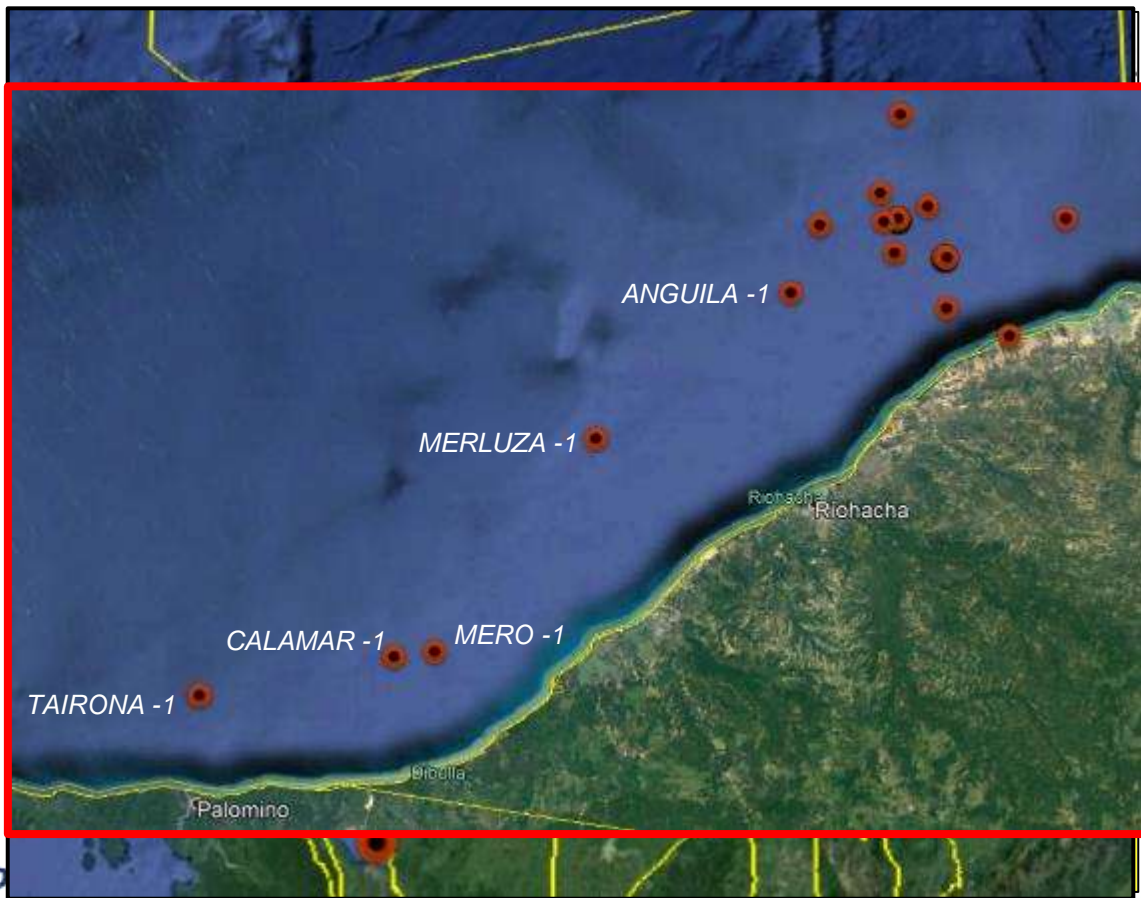 ANGUILA -1
MERLUZA -1
Riohacha
Riohacha
CALAMAR -1
MERO -1
TAIRONA -1
Dibulla
Palomino